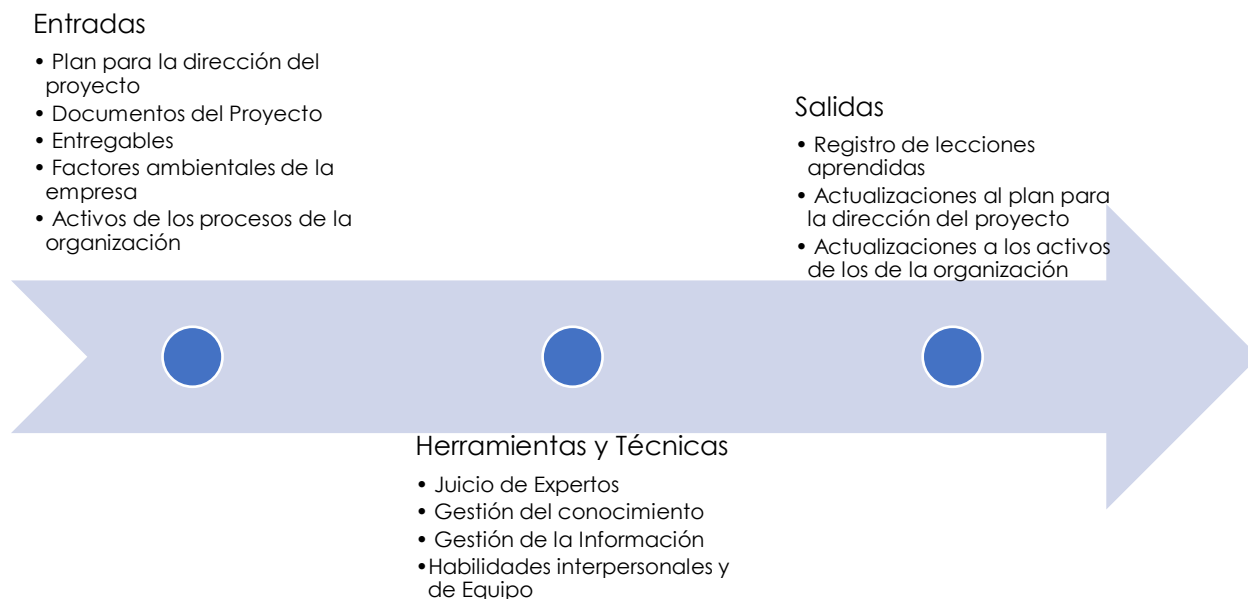 Entradas
• Plan para la dirección del
proyecto
• Documentos del Proyecto
• Entregables
• Factores ambientales de la
empresa
• Activos de los procesos de la
organización
Salidas
• Registro de lecciones
aprendidas
• Actualizaciones al plan para
la dirección del proyecto
• Actualizaciones a los activos
de los de la organización
Herramientas y Técnicas
• Juicio de Expertos
• Gestión del conocimiento
• Gestión de la Información
•Habilidades interpersonales y
de Equipo